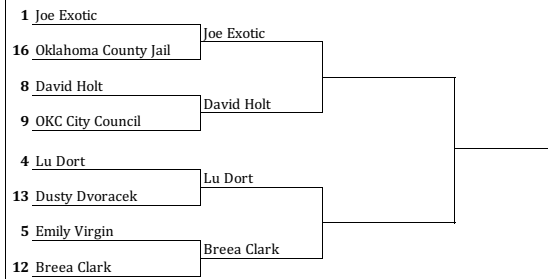 1 Joe Exotic
Joe Exotic
16 Oklahoma County Jail
8 David Holt
David Holt
9 OKC City Council
4 Lu Dort
Lu Dort
13 Dusty Dvoracek
5 Emily Virgin
Breea Clark
12 Breea Clark